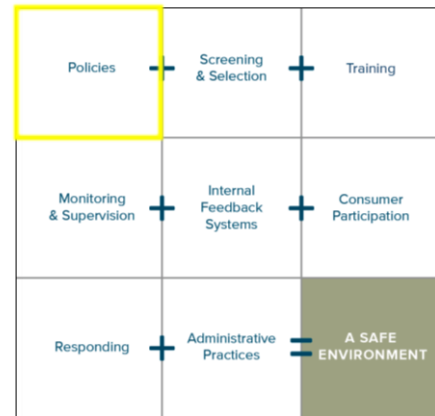 Policies + Screening & Selection + Training
Monitoring & Supervision + Internal Feedback Systems + Consumer Participation
Responding + Administrative Practices = A SAFE ENVIRONMENT